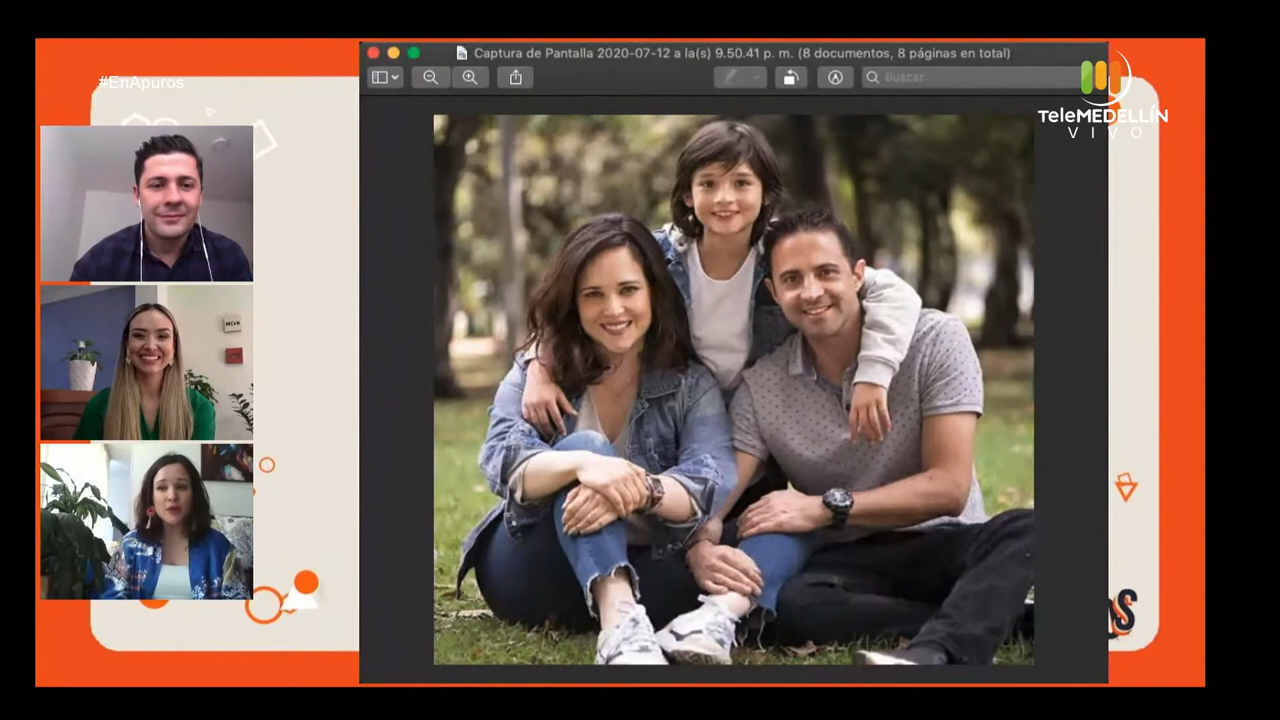 Captura de Pantalla 2020-07-12 a la(s) 9.50.41 p. m. (8 documentos, 8 páginas en total)
#EnApuros
Buscar
TeleMEDELLÍN
VIVO